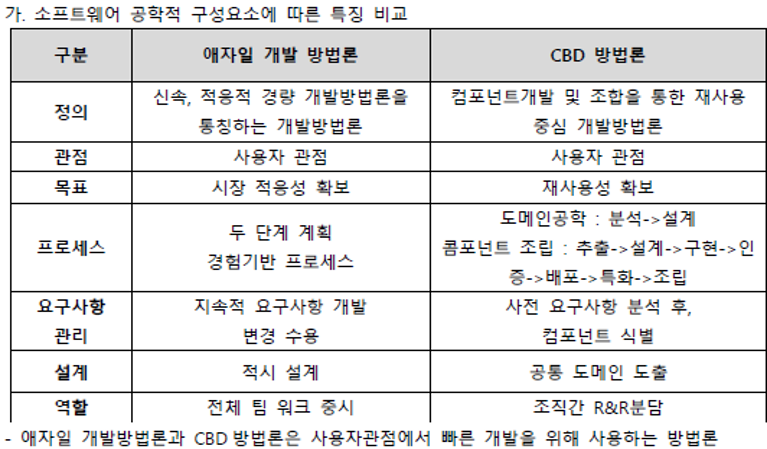 가. 소프트웨어 공학적 구성요소에 따른 특징 비교
구분 애자일 개발 방법론 CBD 방법론
정의 신속, 적응적 경량 개발방법론을 통칭하는 개발방법론 컴포넌트개발 및 조합을 통한 재사용 중심 개발방법론
관점 사용자 관점 사용자 관점
목표 시장 적응성 확보 재사용성 확보
프로세스 두 단계 계획 경험기반 프로세스 도메인공학 : 분석->설계 콤포넌트 조립 : 추출->설계->구현->인증->배포->특화->조립
요구사항 관리 지속적 요구사항 개발 변경 수용 사전 요구사항 분석 후, 컴포넌트 식별
설계 적시 설계 공통 도메인 도출
역할 전체 팀 워크 중시 조직간 R&R분담
- 애자일 개발방법론과 CBD 방법론은 사용자관점에서 빠른 개발을 위해 사용하는 방법론